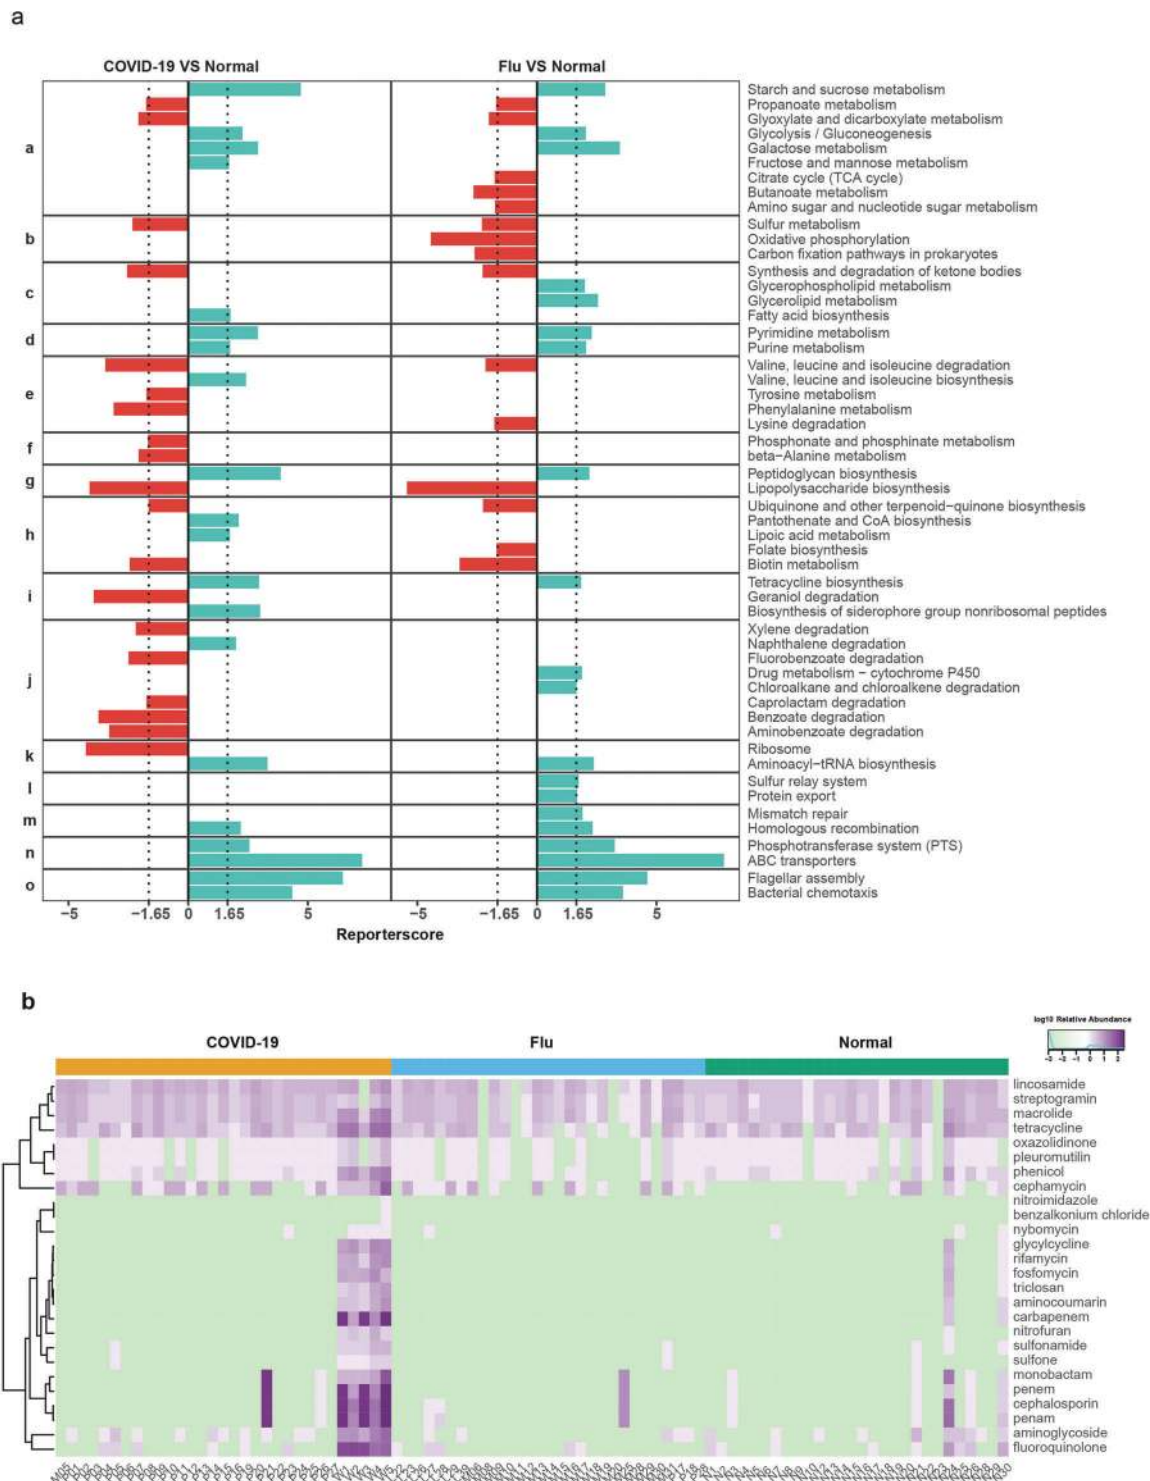 a
COVID-19 VS Normal
Flu VS Normal
a
Starch and sucrose metabolism
Propanoate metabolism
Glyoxylate and dicarboxylate metabolism
Glycolysis / Gluconeogenesis
Galactose metabolism
Fructose and mannose metabolism
Citrate cycle (TCA cycle)
Butanoate metabolism
Amino sugar and nucleotide sugar metabolism
b
Sulfur metabolism
Oxidative phosphorylation
Carbon fixation pathways in prokaryotes
c
Synthesis and degradation of ketone bodies
Glycerophospholipid metabolism
Glycerolipid metabolism
Fatty acid biosynthesis
d
Pyrimidine metabolism
Purine metabolism
e
Valine, leucine and isoleucine degradation
Valine, leucine and isoleucine biosynthesis
Tyrosine metabolism
Phenylalanine metabolism
Lysine degradation
f
Phosphonate and phosphinate metabolism
beta−Alanine metabolism
g
Peptidoglycan biosynthesis
Lipopolysaccharide biosynthesis
h
Ubiquinone and other terpenoid−quinone biosynthesis
Pantothenate and CoA biosynthesis
Lipoic acid metabolism
Folate biosynthesis
Biotin metabolism
i
Tetracycline biosynthesis
Geraniol degradation
Biosynthesis of siderophore group nonribosomal peptides
j
Xylene degradation
Naphthalene degradation
Fluorobenzoate degradation
Drug metabolism − cytochrome P450
Chloroalkane and chloroalkene degradation
Caprolactam degradation
Benzoate degradation
Aminobenzoate degradation
k
Ribosome
Aminoacyl−tRNA biosynthesis
l
Sulfur relay system
Protein export
m
Mismatch repair
Homologous recombination
n
Phosphotransferase system (PTS)
ABC transporters
o
Flagellar assembly
Bacterial chemotaxis
−5 −1.65 0 1.65 5 −5 −1.65 0 1.65 5
Reporterscore
b
log10 Relative Abundance
−3 −2 −1 0 1 2
COVID-19 Flu Normal
lincosamide
streptogramin
macrolide
tetracycline
oxazolidinone
pleuromutilin
phenicol
cephamycin
nitroimidazole
benzalkonium chloride
nybomycin
glycylcycline
rifamycin
fosfomycin
triclosan
aminocoumarin
carbapenem
nitrofuran
sulfonamide
sulfone
monobactam
penem
cephalosporin
penam
aminoglycoside
fluoroquinolone